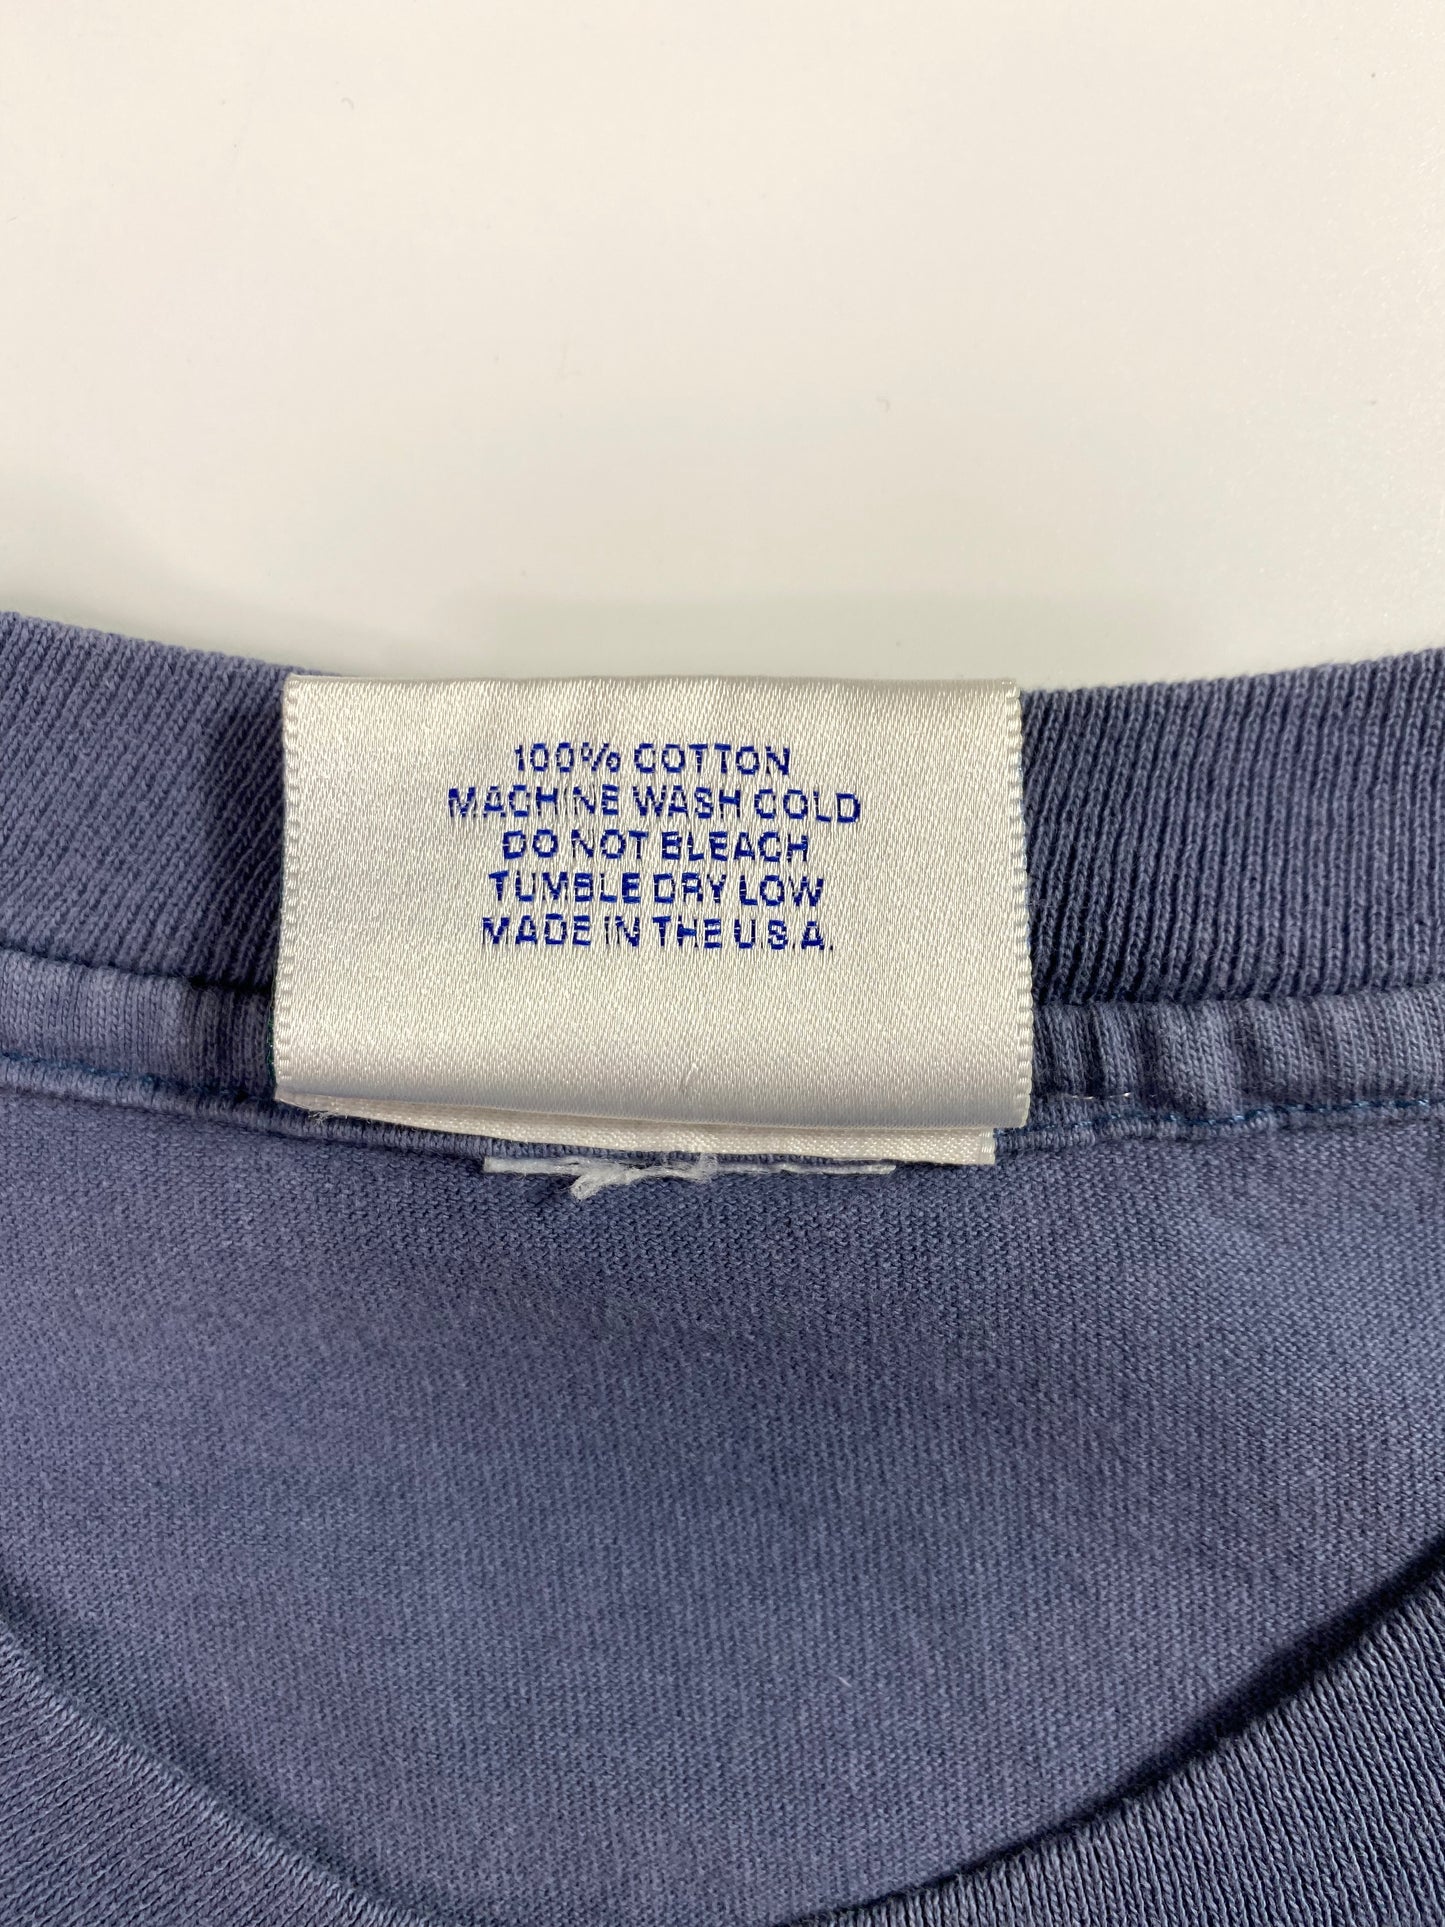 100% COTTON
MACHINE WASH COLD
DO NOT BLEACH
TUMBLE DRY LOW
MADE IN THE U.S.A.